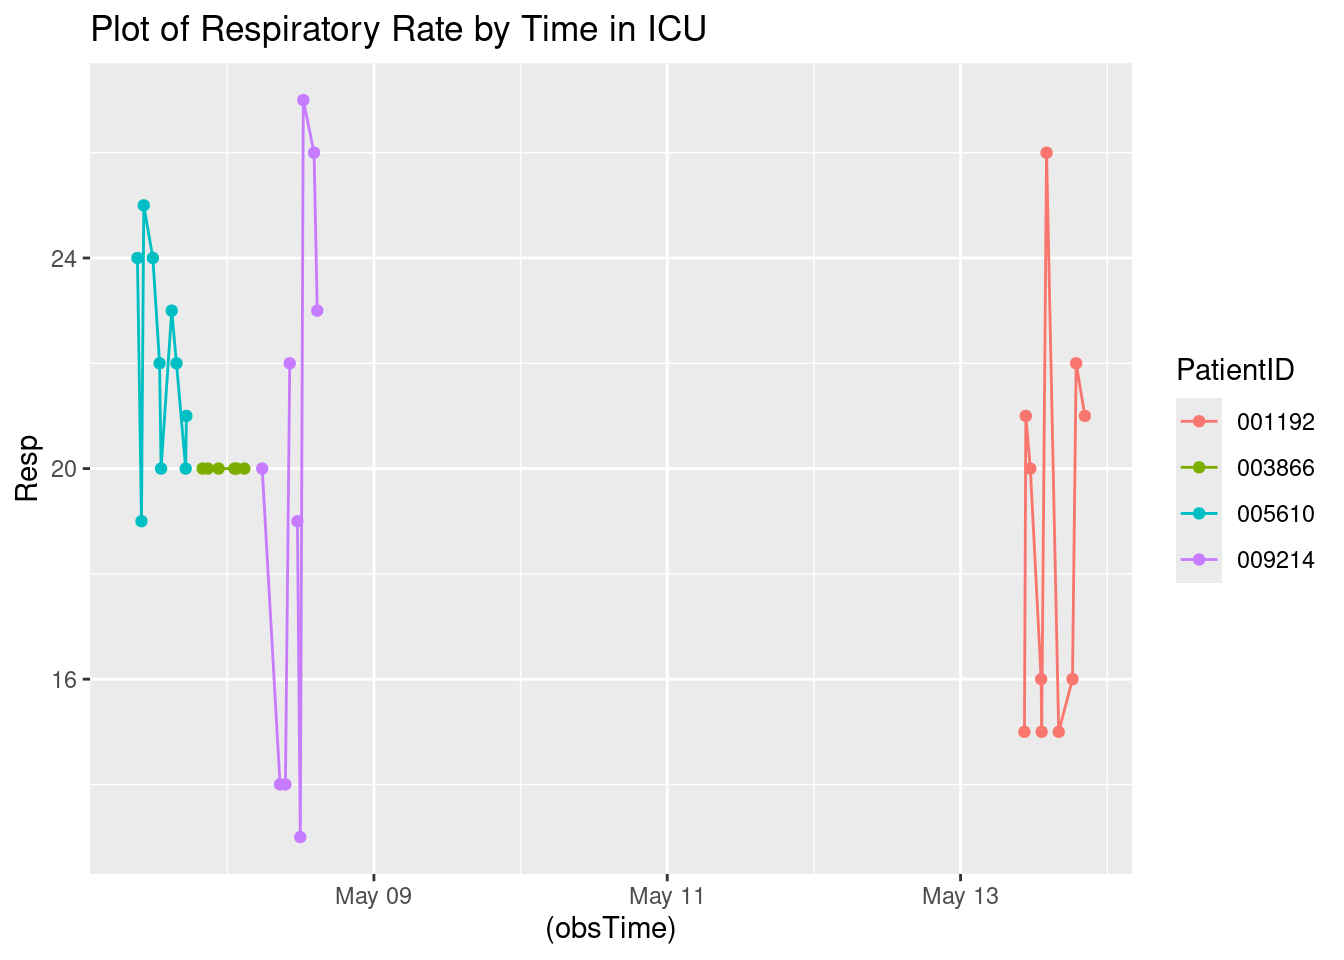 Plot of Respiratory Rate by Time in ICU
24
20
16
Resp
May 09
May 11
May 13
(obsTime)
PatientID
001192
003866
005610
009214